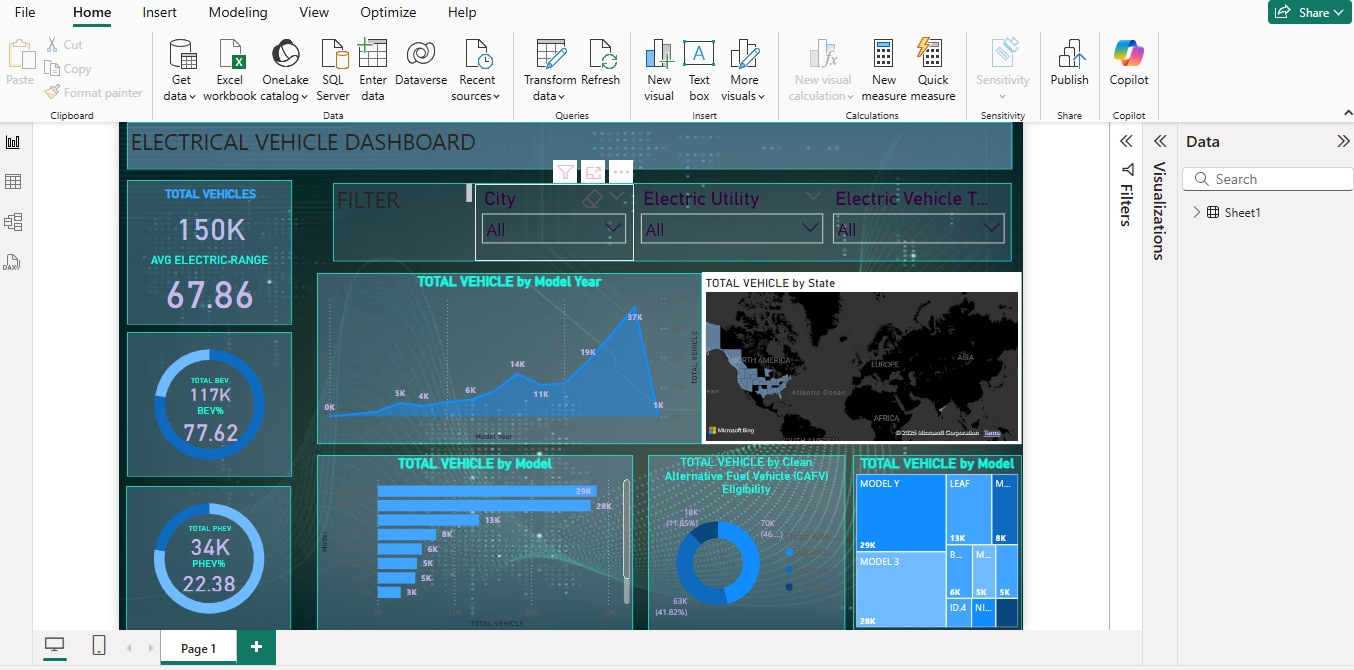 File Home Insert Modeling View Optimize Help
Share
Paste
Cut
Copy
Format painter
Clipboard
Get data
Excel workbook
OneLake catalog
SQL Server
Enter data
Dataverse
Recent sources
Data
Transform data
Refresh
Queries
New visual
Text box
More visuals
Insert
New visual calculation
New measure
Quick measure
Calculations
Sensitivity
Sensitivity
Publish
Share
Copilot
Copilot
ELECTRICAL VEHICLE DASHBOARD
TOTAL VEHICLES
150K
AVG ELECTRIC-RANGE
67.86
FILTER
City
All
Electric Utility
All
Electric Vehicle T...
All
TOTAL BEV
117K
BEV%
77.62
TOTAL PHEV
34K
PHEV%
22.38
TOTAL VEHICLE by Model Year
0K
5K
4K
6K
14K
11K
19K
37K
1K
TOTAL VEHICLE
Model Year
TOTAL VEHICLE by State
NORTH AMERICA
EUROPE
ASIA
Atlantic Ocean
AFRICA
SOUTH AMERICA
Microsoft Bing
© 2025 Microsoft Corporation Terms
TOTAL VEHICLE by Model
Model
29K
28K
13K
8K
6K
5K
5K
3K
TOTAL VEHICLE
TOTAL VEHICLE by Clean
Alternative Fuel Vehicle (CAFV)
Eligibility
18K
(11.85%)
70K
(46....)
63K
(41.82%)
TOTAL VEHICLE by Model
MODEL Y
29K
MODEL 3
28K
LEAF
13K
M...
8K
B...
6K
M...
5K
5K
ID.4
NI...
Filters
Visualizations
Data
Search
Sheet1
Page 1